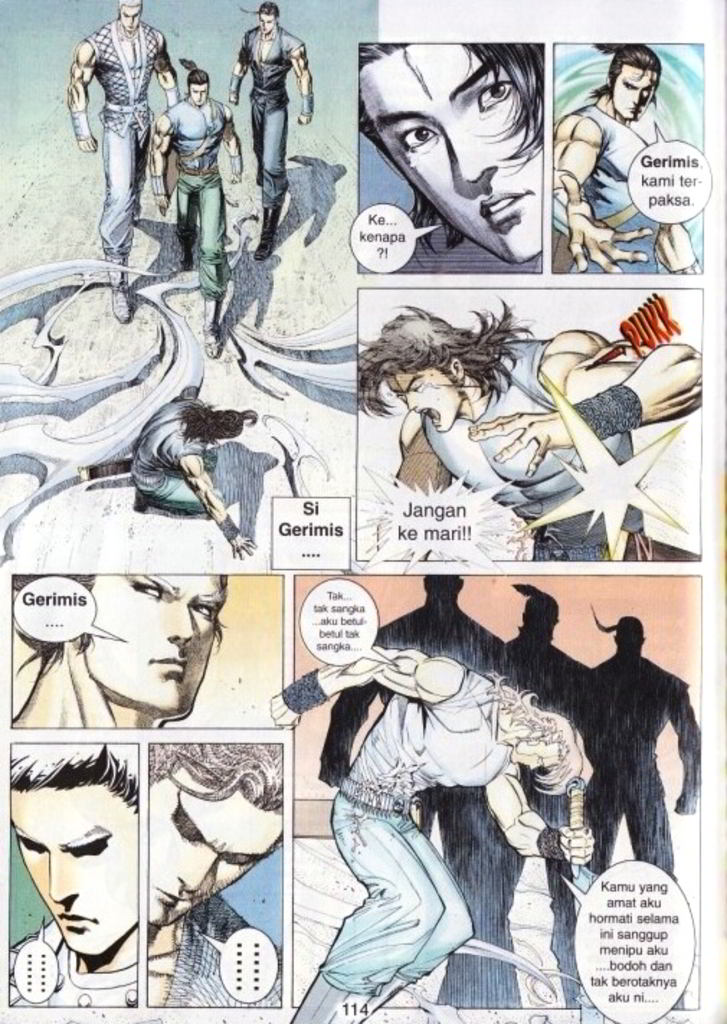 Ke...
kenapa
?!
Gerimis,
kami ter-
paksa.
PUKK
Jangan
ke mari!!
Si
Gerimis
....
Gerimis
....
Tak...
tak sangka
...aku betul-
betul tak
sangka....
Kamu yang
amat aku
hormati selama
ini sanggup
menipu aku
....bodoh dan
tak berotaknya
aku ni....
114